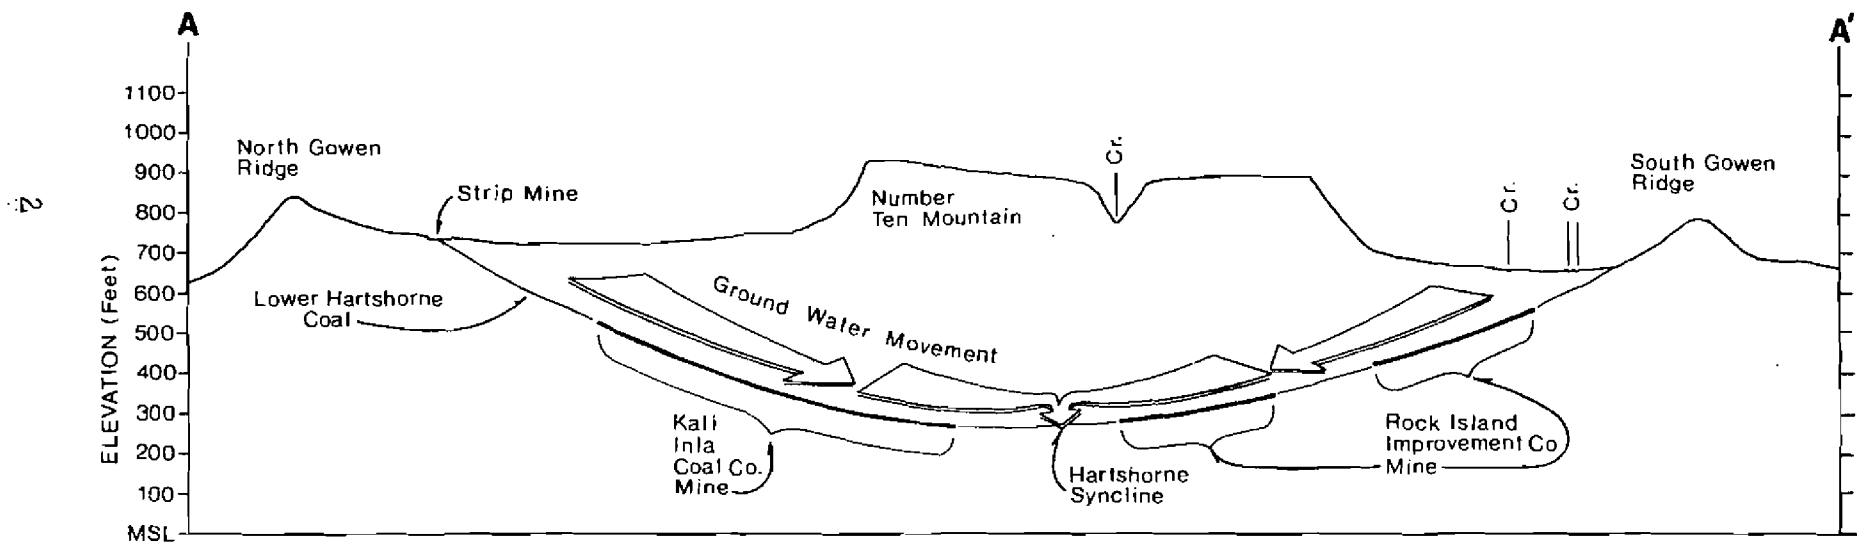 A
A'
1100
1000
900
800
700
600
500
400
300
200
100
MSL
ELEVATION (Feet)
2
North Gowen
Ridge
Strip Mine
Number
Ten Mountain
Cr.
Cr.
Cr.
South Gowen
Ridge
Lower Hartshorne
Coal
Ground Water Movement
Kali
Inla
Coal Co.
Mine
Hartshorne
Syncline
Rock Island
Improvement Co
Mine